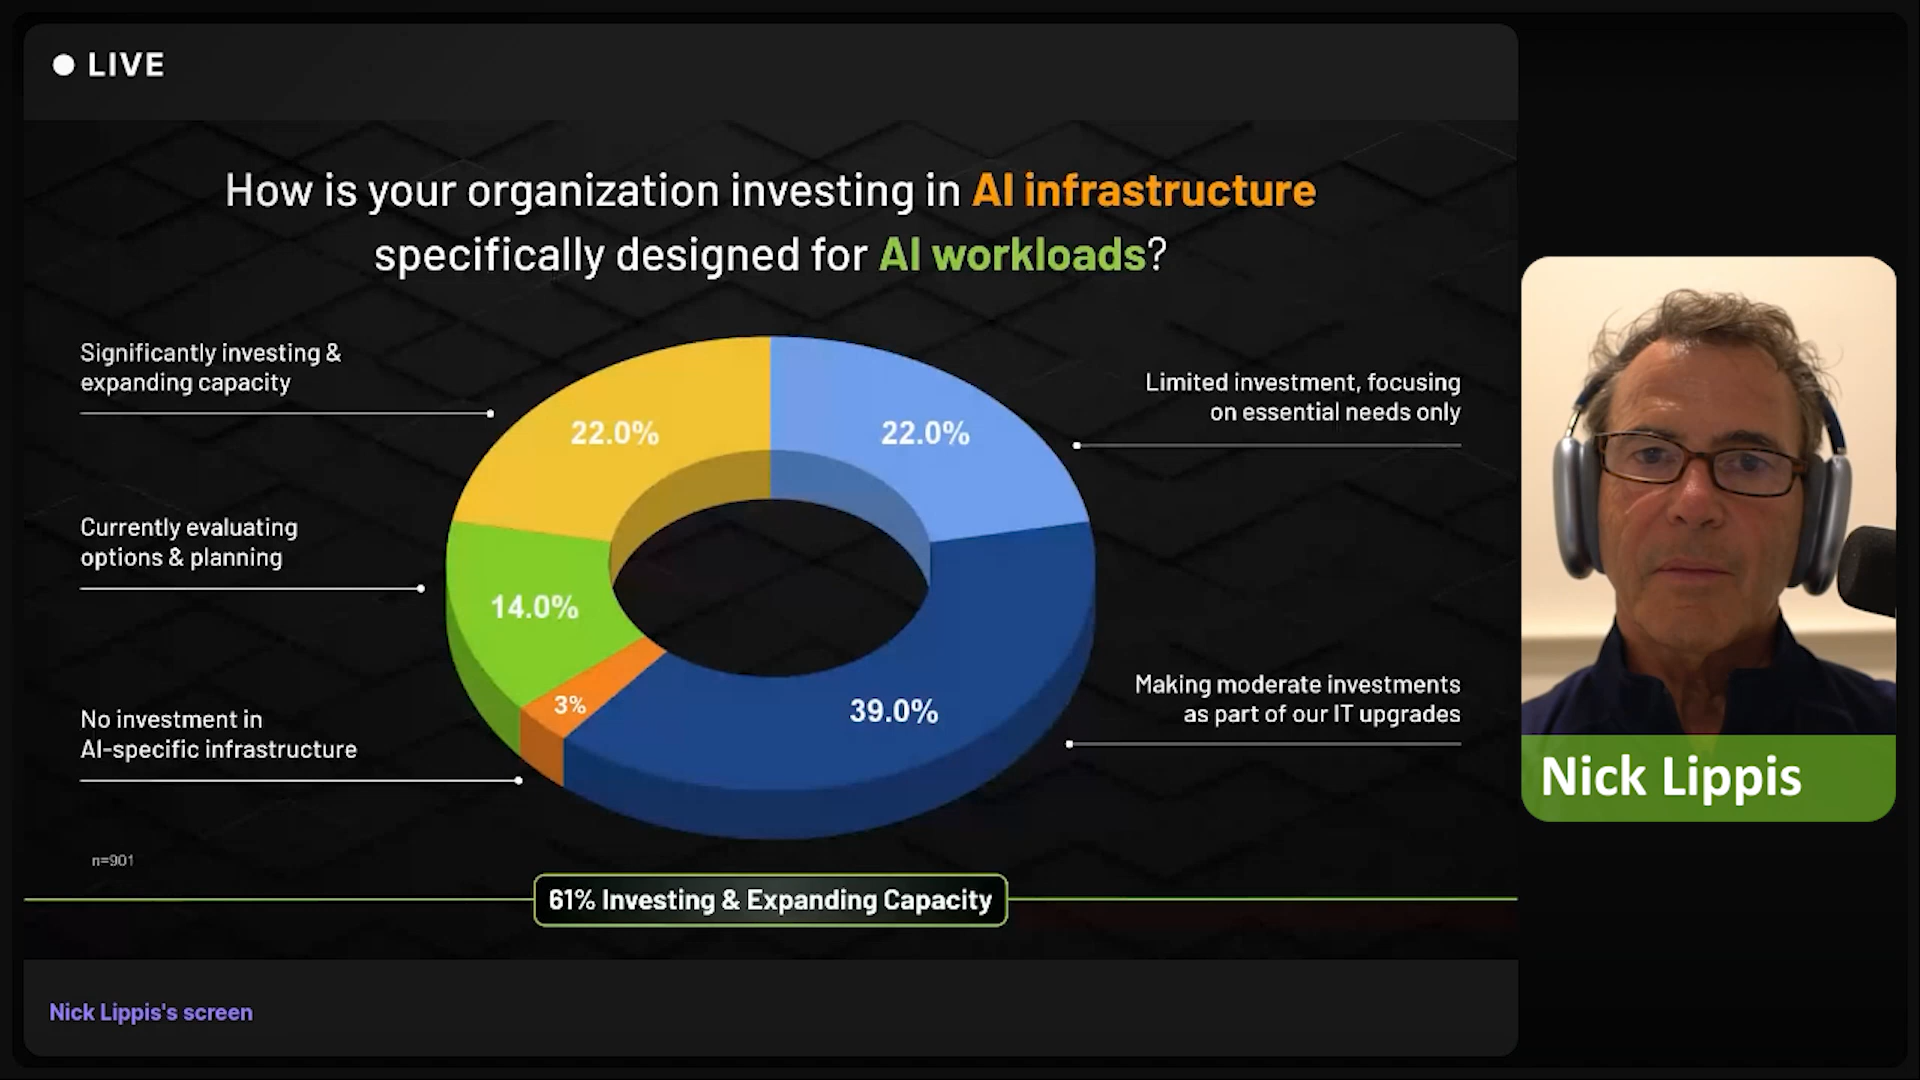 LIVE
How is your organization investing in AI infrastructure
specifically designed for AI workloads?
Significantly investing &
expanding capacity
Limited investment, focusing
on essential needs only
22.0%
22.0%
Currently evaluating
options & planning
14.0%
No investment in
AI-specific infrastructure
3%
39.0%
Making moderate investments
as part of our IT upgrades
n=901
61% Investing & Expanding Capacity
Nick Lippis
Nick Lippis's screen